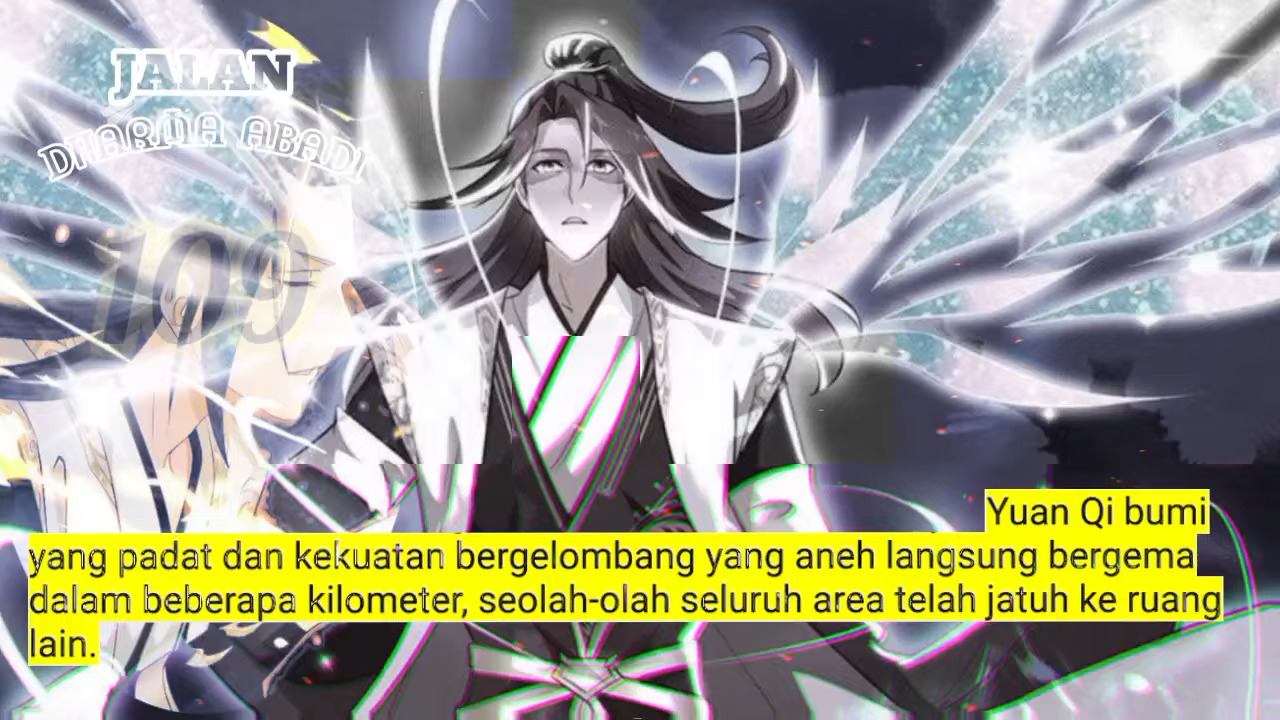 JALAN
DHARMA ABADI
109
Yuan Qi bumi
yang padat dan kekuatan bergelombang yang aneh langsung bergema
dalam beberapa kilometer, seolah-olah seluruh area telah jatuh ke ruang
lain.